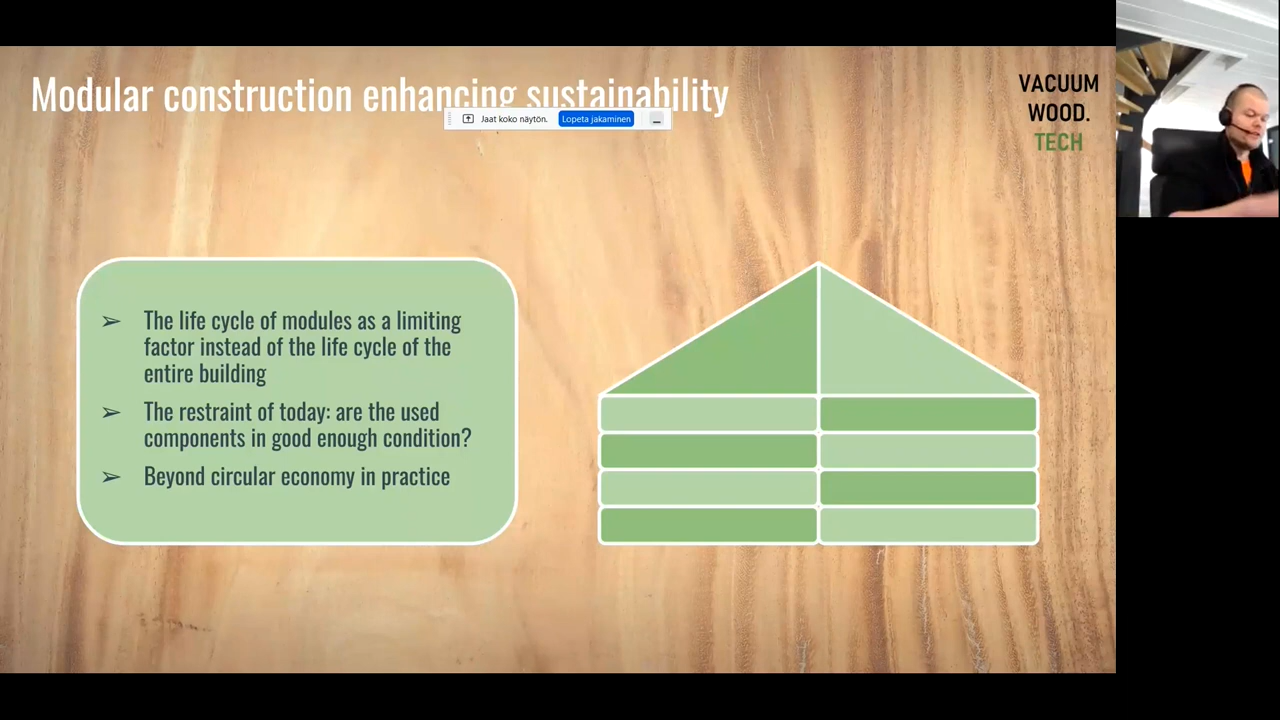 Modular construction enhancing sustainability
VACUUM
WOOD.
TECH
Jaat koko näytön.
Lopeta jakaminen
➢ The life cycle of modules as a limiting
factor instead of the life cycle of the
entire building
➢ The restraint of today: are the used
components in good enough condition?
➢ Beyond circular economy in practice